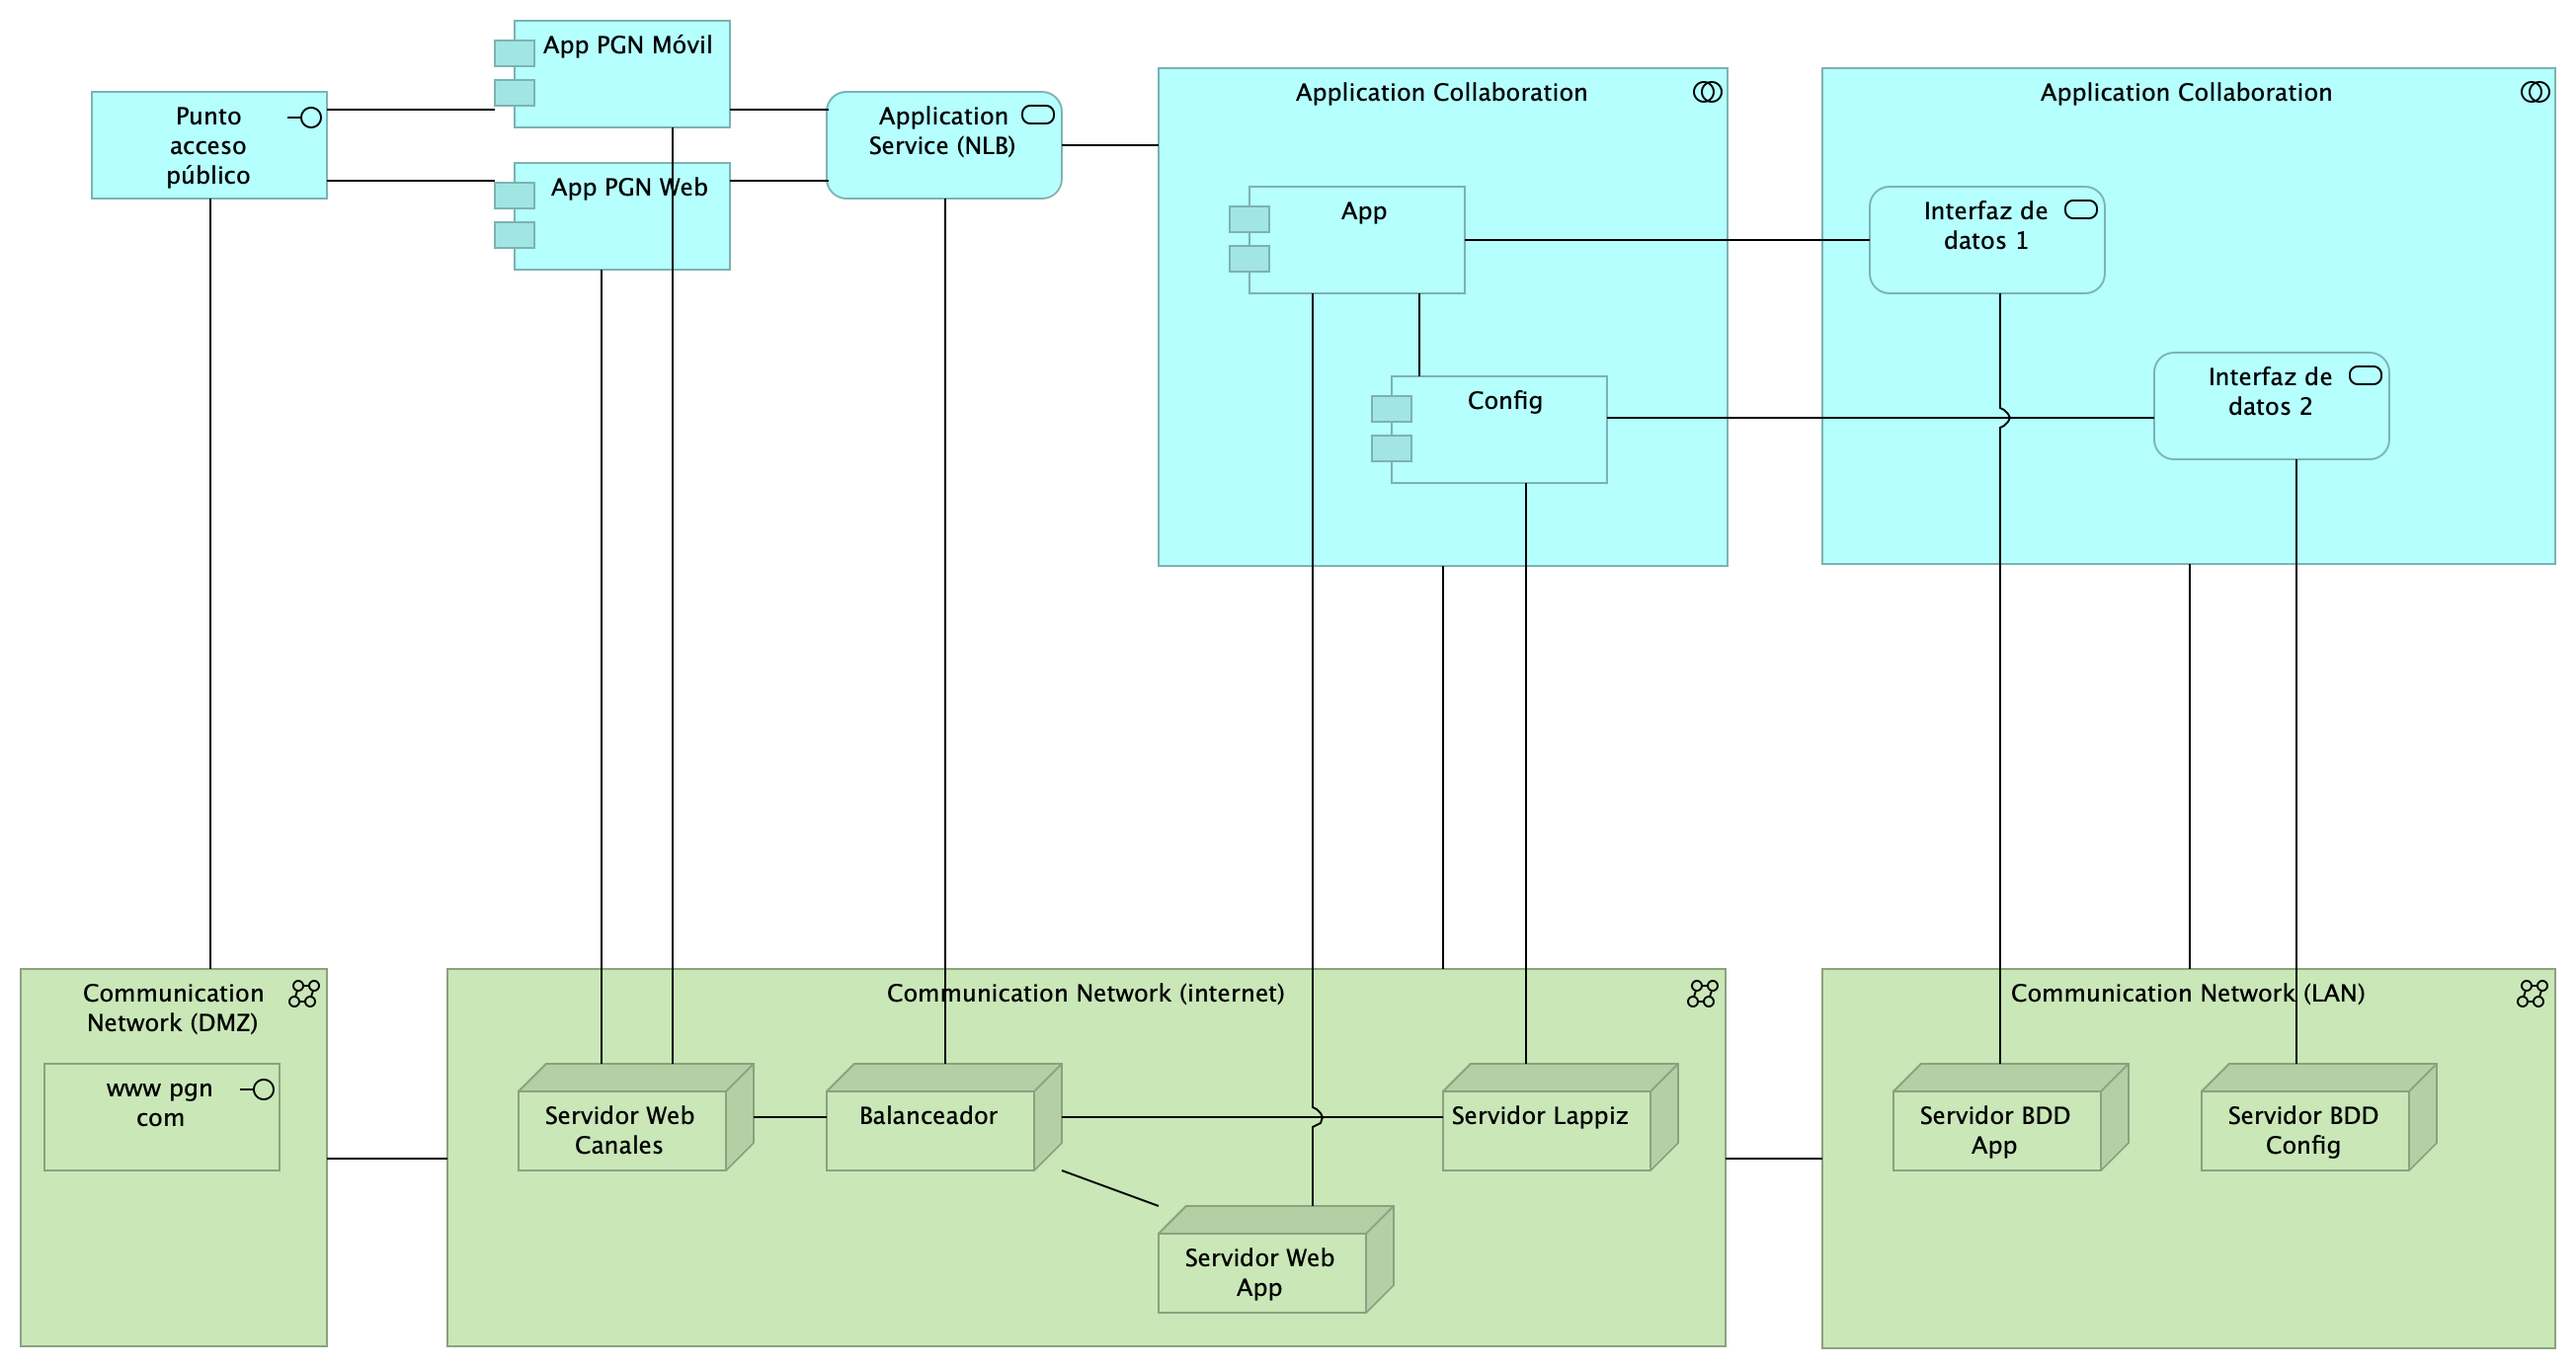 App PGN Móvil
Punto
acceso
público
App PGN Web
Application
Service (NLB)
Application Collaboration
App
Config
Application Collaboration
Interfaz de
datos 1
Interfaz de
datos 2
Communication
Network (DMZ)
www pgn
com
Communication Network (internet)
Servidor Web
Canales
Balanceador
Servidor Lappiz
Servidor Web
App
Communication Network (LAN)
Servidor BDD
App
Servidor BDD
Config